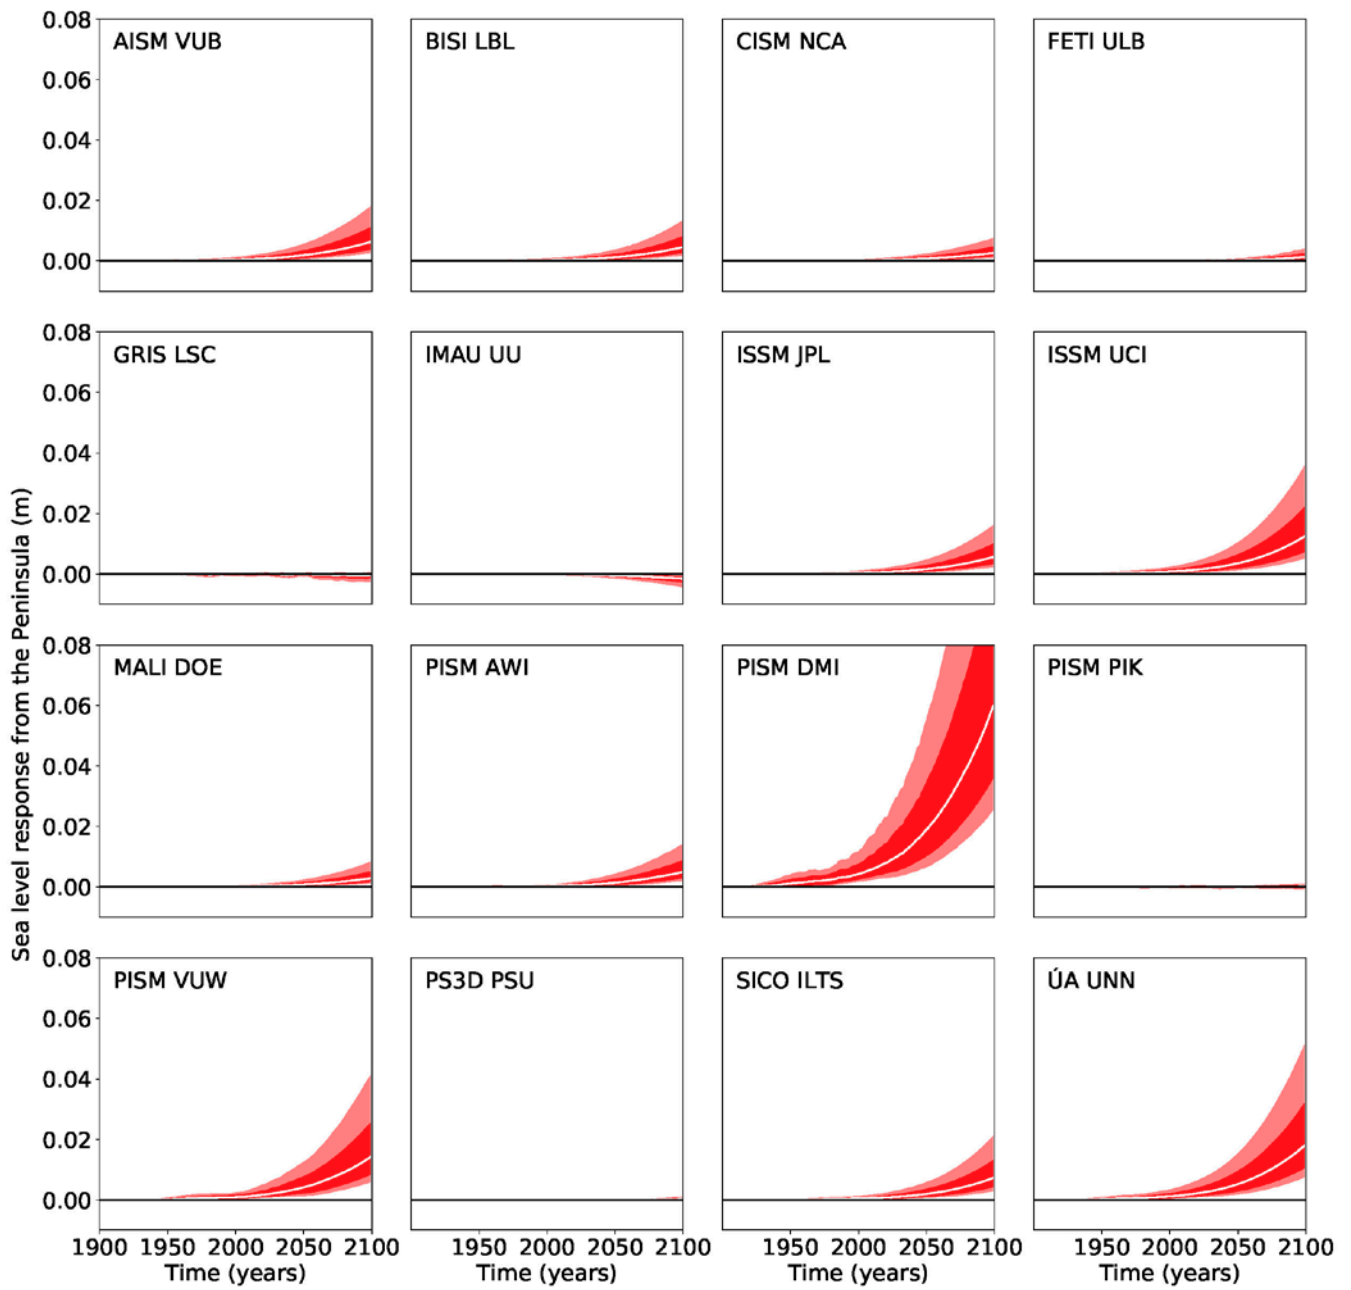 0.08
AISM VUB
BISI LBL
CISM NCA
FETI ULB
0.06
0.04
0.02
0.00
0.08
GRIS LSC
IMAU UU
ISSM JPL
ISSM UCI
0.06
0.04
0.02
0.00
Sea level response from the Peninsula (m)
0.08
MALI DOE
PISM AWI
PISM DMI
PISM PIK
0.06
0.04
0.02
0.00
0.08
PISM VUW
PS3D PSU
SICO ILTS
ÚA UNN
0.06
0.04
0.02
0.00
1900 1950 2000 2050 2100 1950 2000 2050 2100 1950 2000 2050 2100 1950 2000 2050 2100
Time (years) Time (years) Time (years) Time (years)